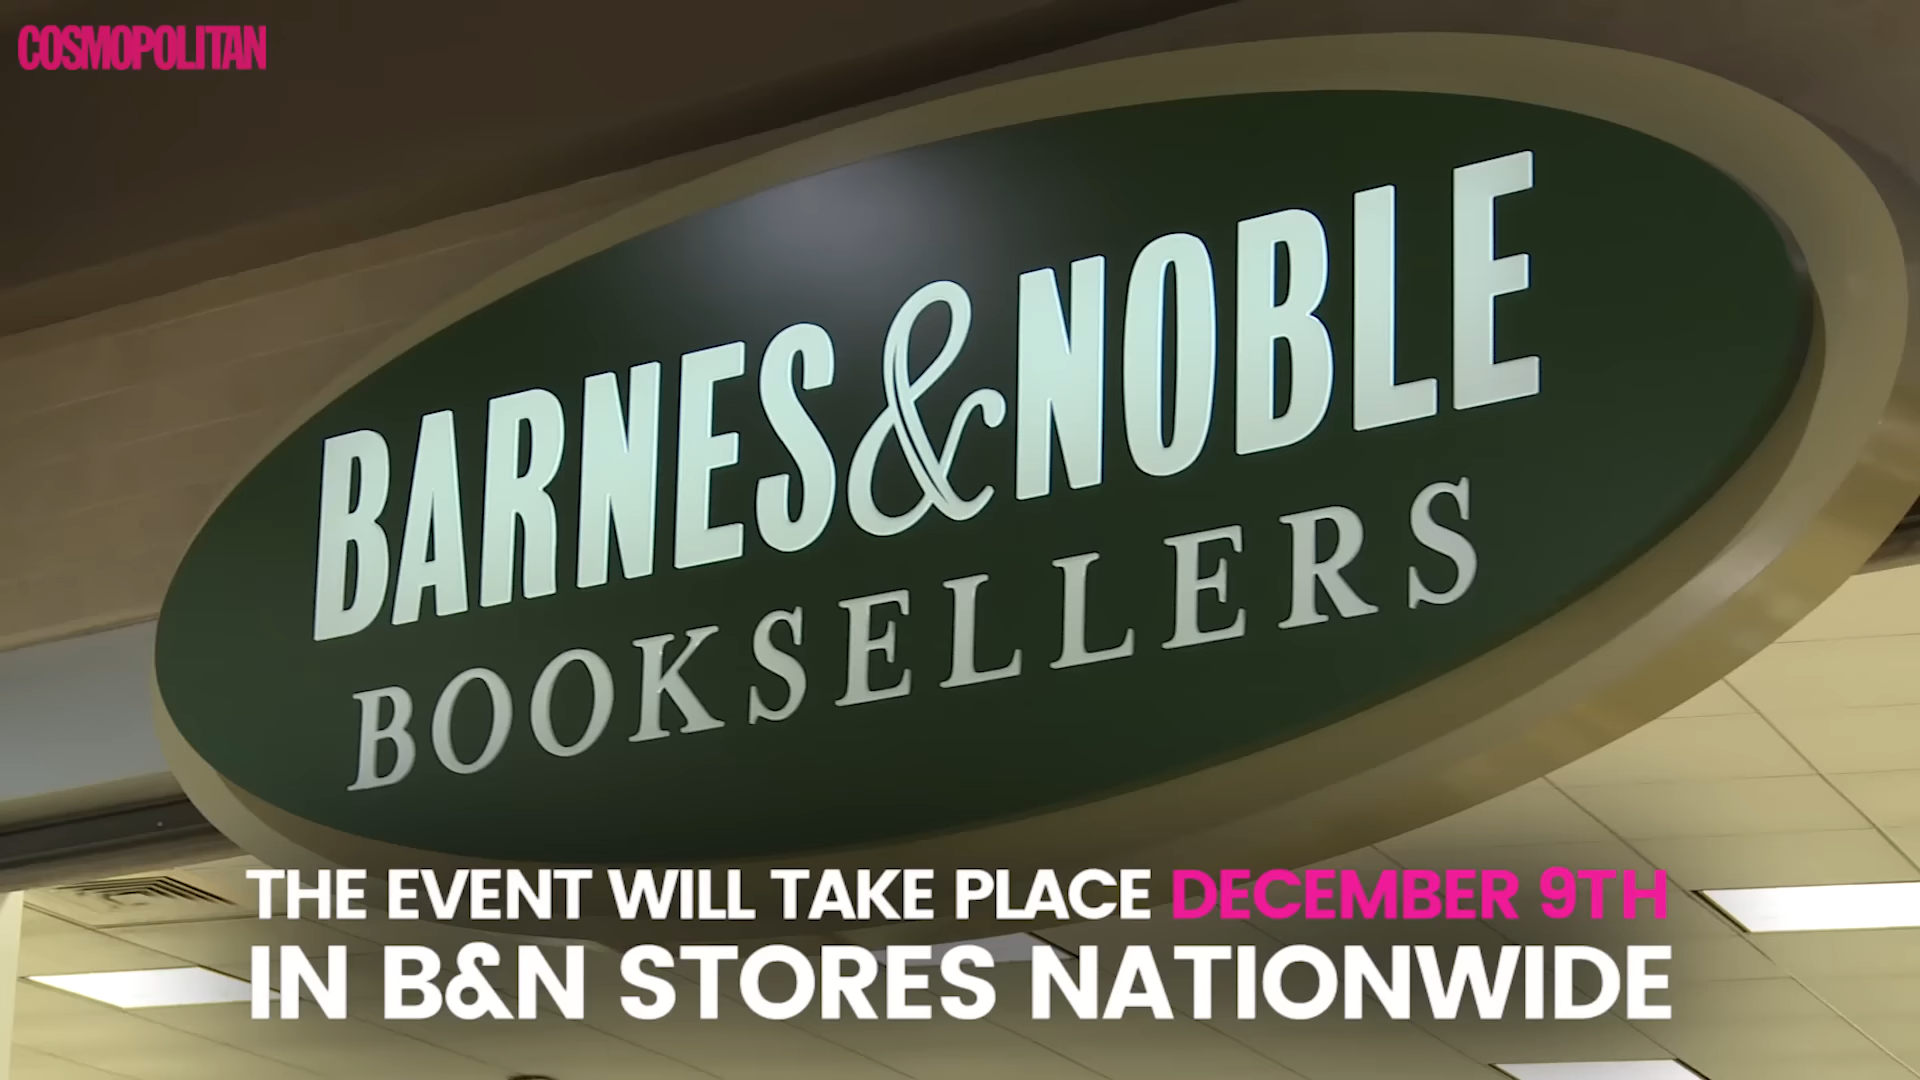 COSMOPOLITAN
BARNES&NOBLE
BOOKSELLERS
THE EVENT WILL TAKE PLACE DECEMBER 9TH
IN B&N STORES NATIONWIDE